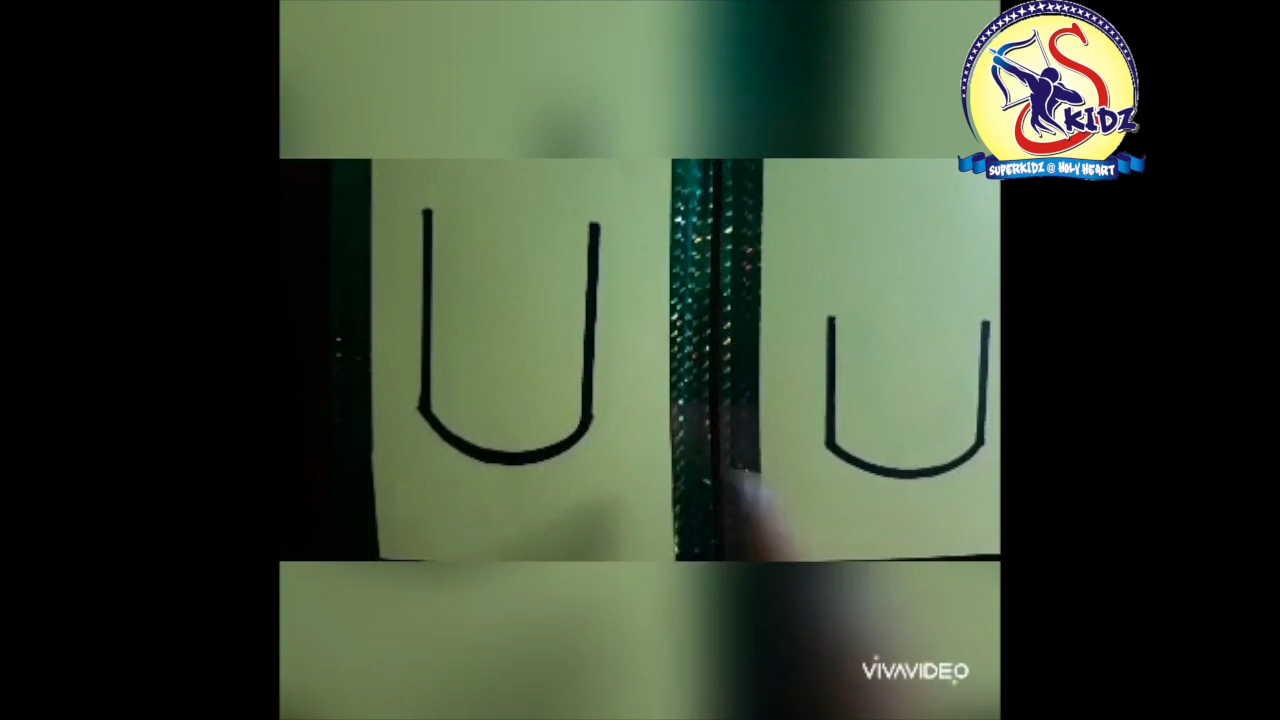 S
KIDZ
SUPERKIDZ @ HOLY HEART
U u
VIVAVIDEO